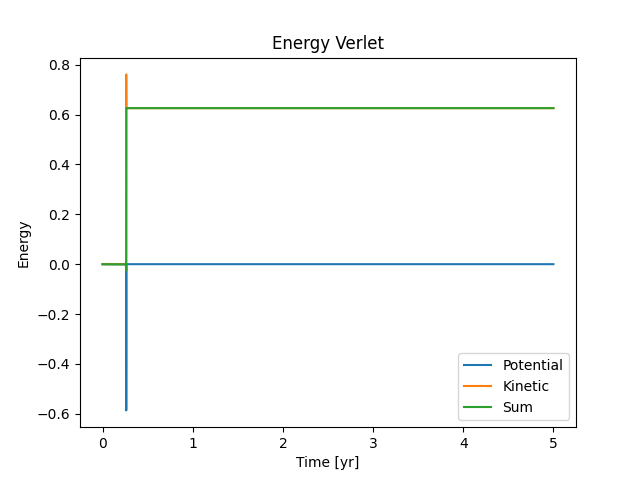 Energy Verlet
0.8
0.6
0.4
0.2
0.0
−0.2
−0.4
−0.6
Energy
0 1 2 3 4 5
Time [yr]
Potential
Kinetic
Sum